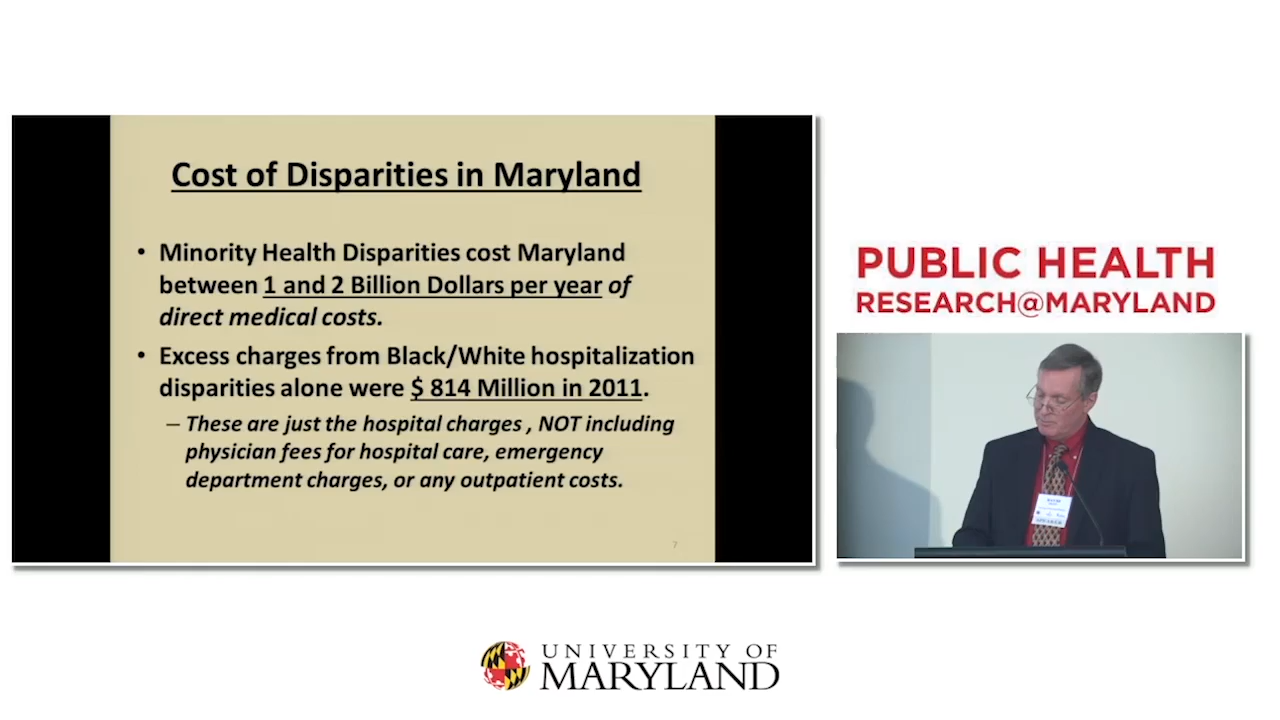 Cost of Disparities in Maryland
• Minority Health Disparities cost Maryland
between 1 and 2 Billion Dollars per year of
direct medical costs.
• Excess charges from Black/White hospitalization
disparities alone were $ 814 Million in 2011.
– These are just the hospital charges , NOT including
physician fees for hospital care, emergency
department charges, or any outpatient costs.
7
PUBLIC HEALTH
RESEARCH@MARYLAND
SPEAKER
UNIVERSITY OF
MARYLAND